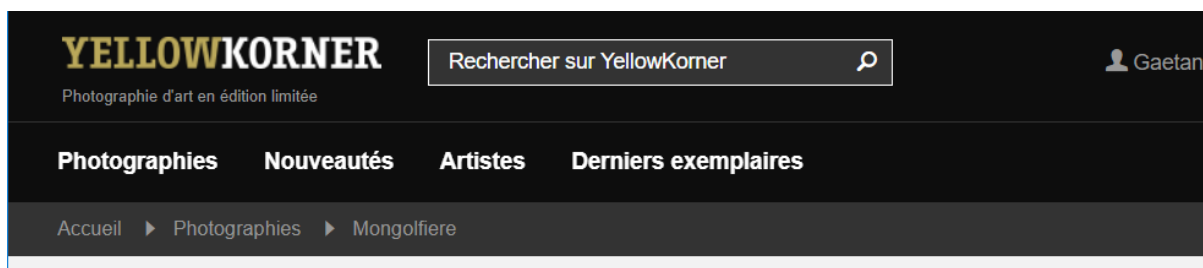 YELLOWKORNER
Photographie d'art en édition limitée
Rechercher sur YellowKorner
Gaetan
Photographies Nouveautés Artistes Derniers exemplaires
Accueil Photographies Mongolfiere